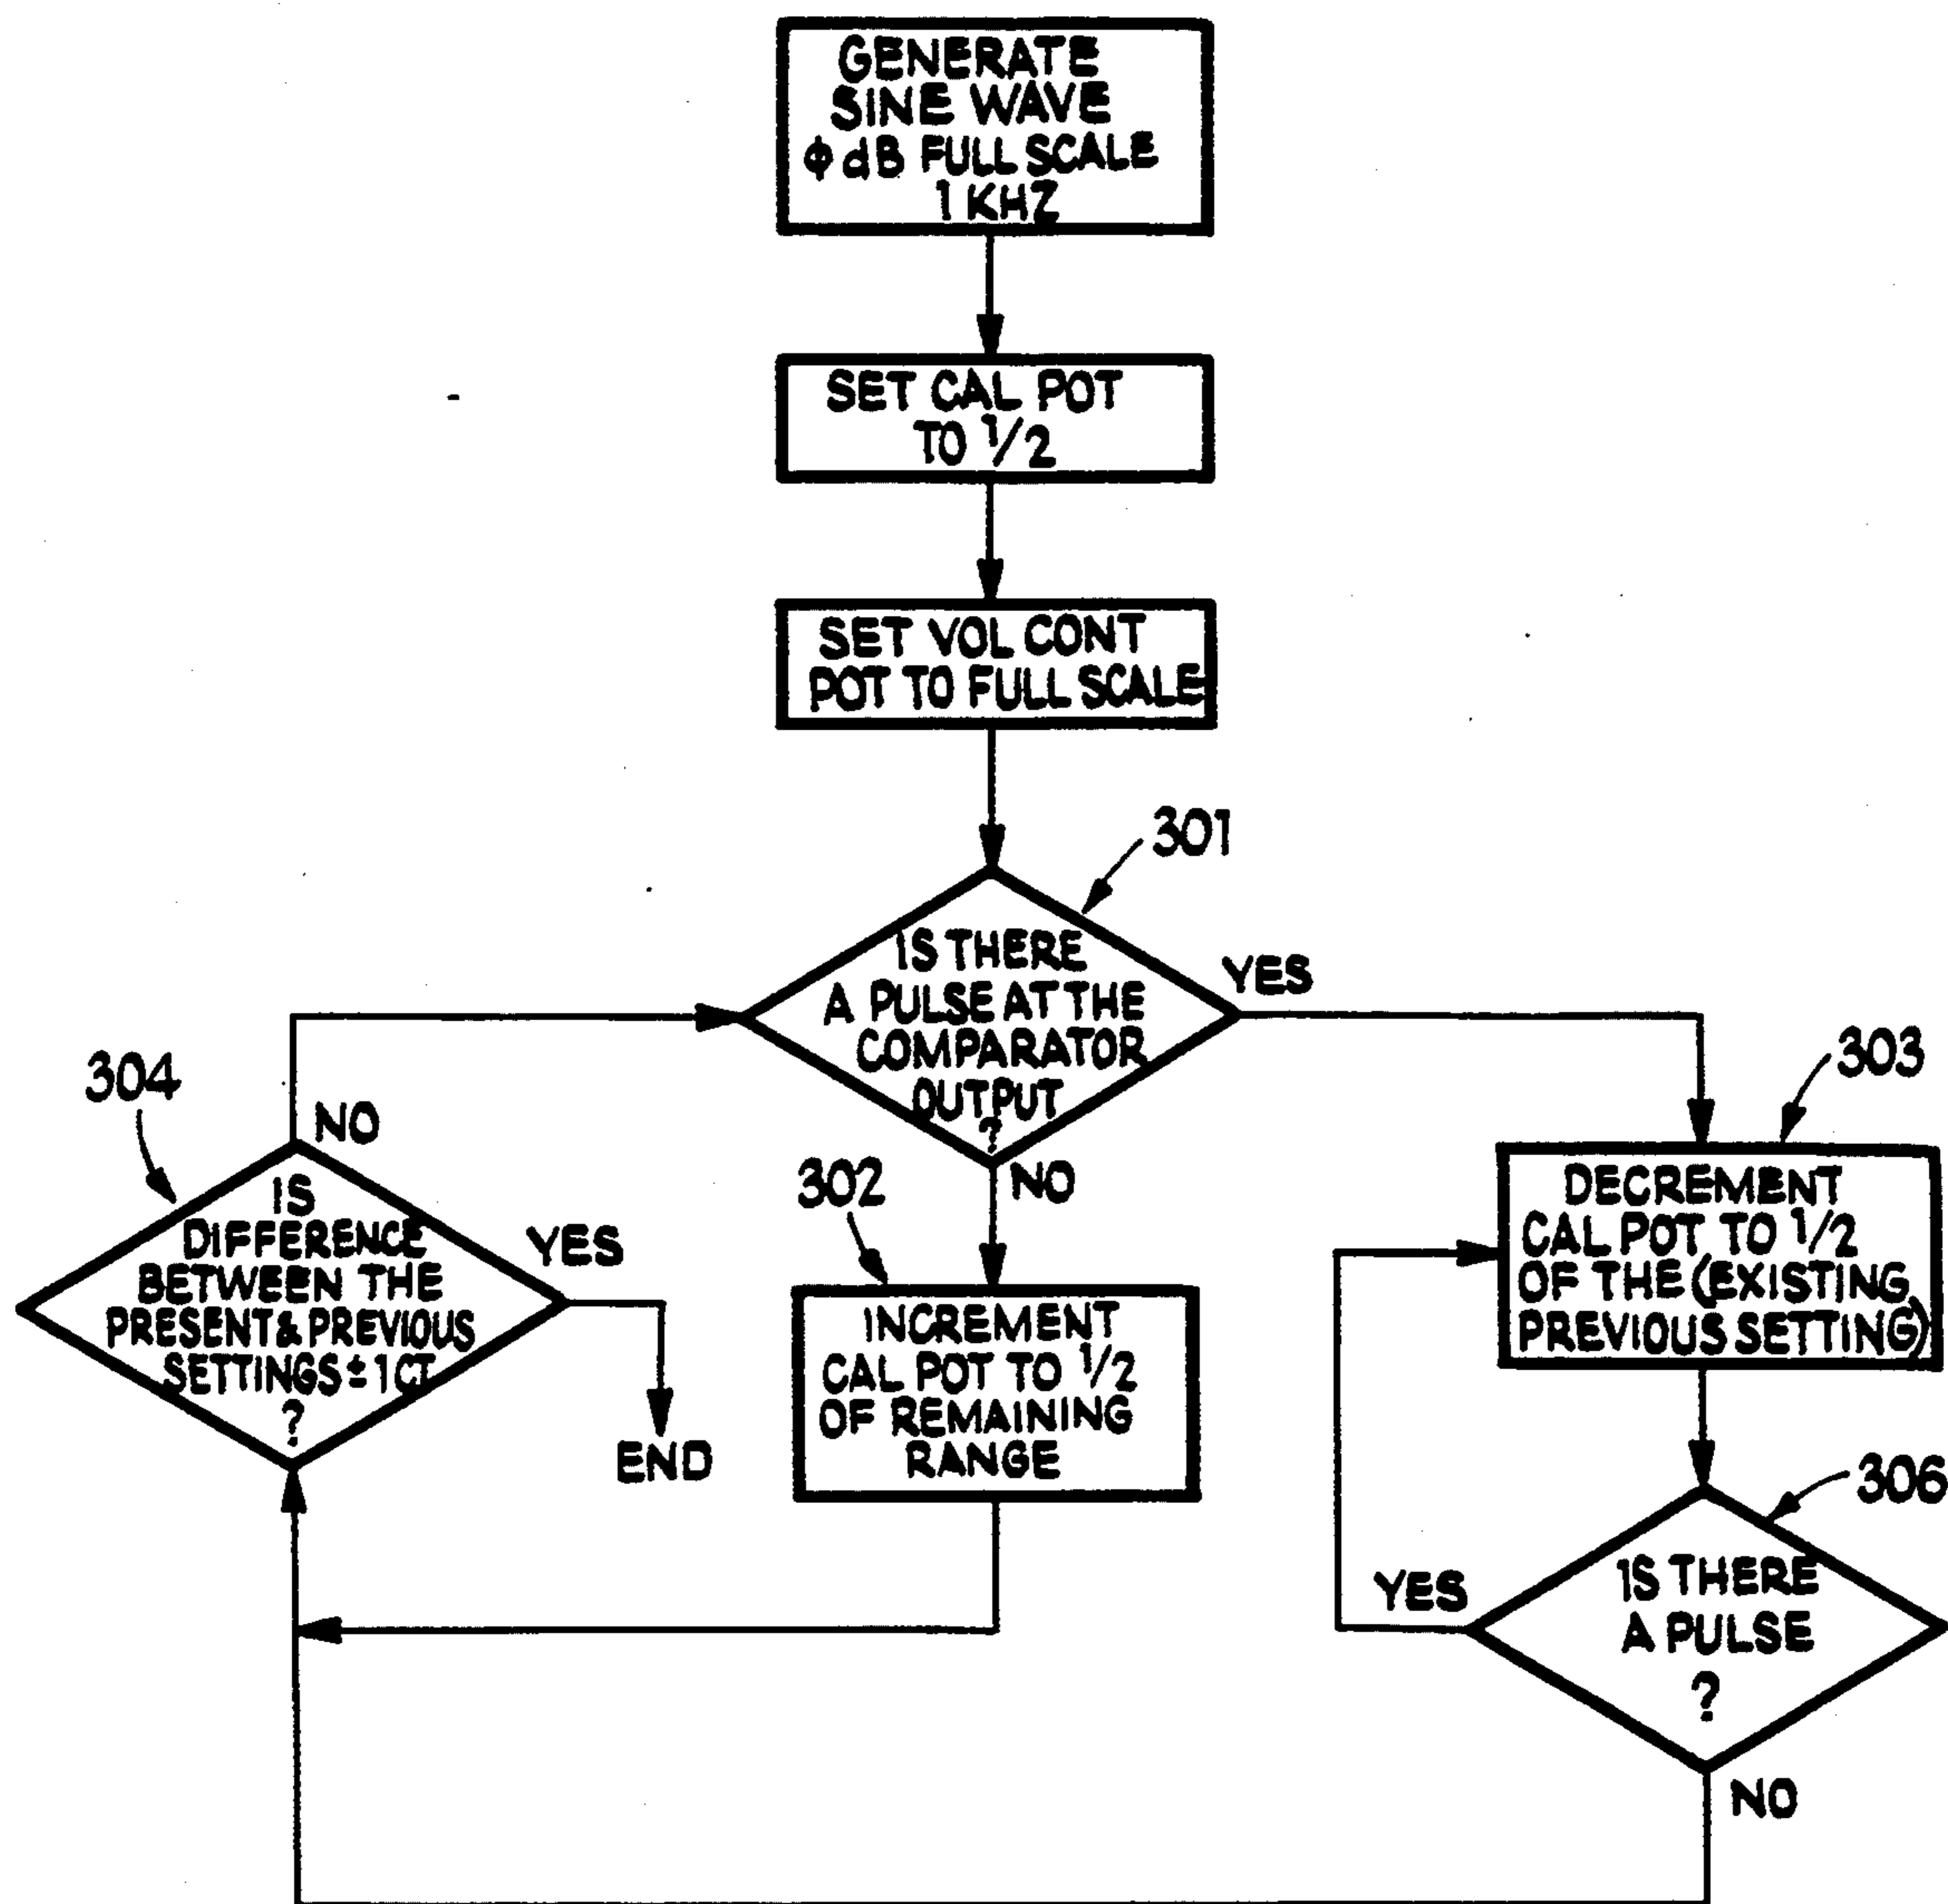 GENERATE
SINE WAVE
φ dB FULL SCALE
1 KHZ
SET CAL POT
TO 1/2
SET VOL CONT
POT TO FULL SCALE
301
IS THERE
A PULSE AT THE
COMPARATOR
OUTPUT
?
YES
NO
303
DECREMENT
CAL POT TO 1/2
OF THE (EXISTING
PREVIOUS SETTING)
304
NO
IS
DIFFERENCE
BETWEEN THE
PRESENT & PREVIOUS
SETTINGS ± 1 CT
?
YES
END
302
INCREMENT
CAL POT TO 1/2
OF REMAINING
RANGE
306
IS THERE
A PULSE
?
YES
NO